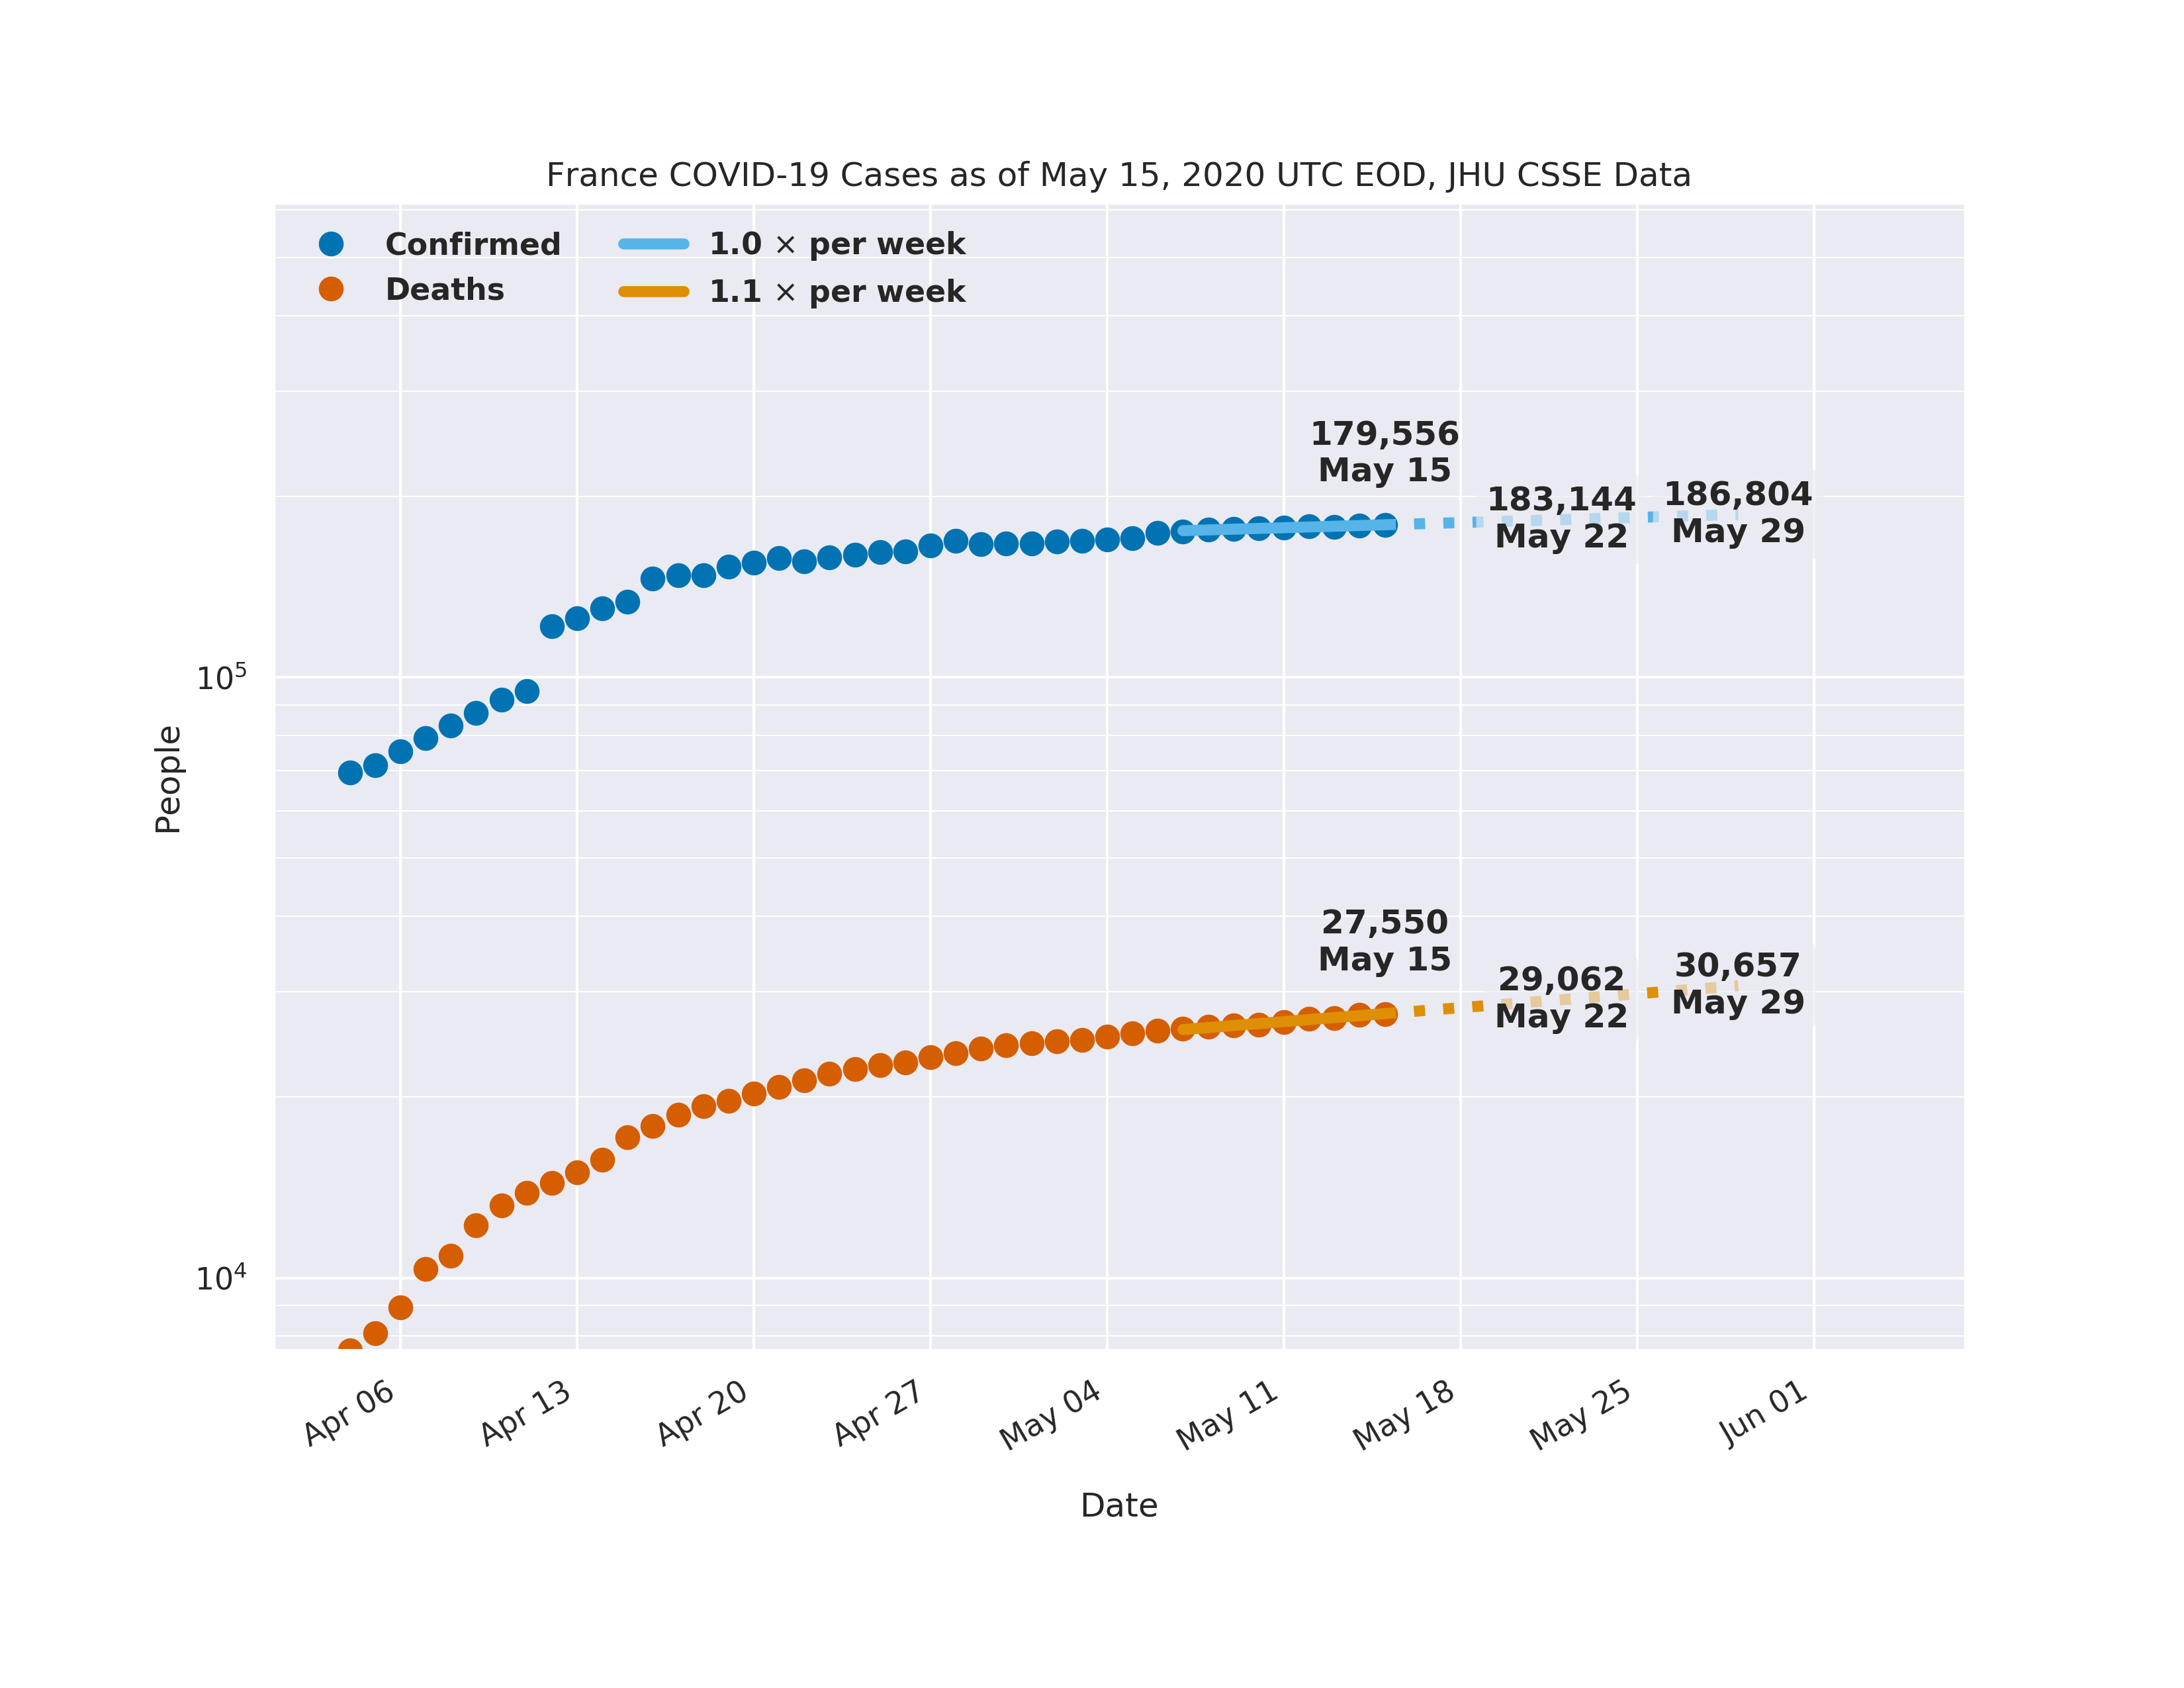 France COVID-19 Cases as of May 15, 2020 UTC EOD, JHU CSSE Data
Confirmed
Deaths
1.0 × per week
1.1 × per week
179,556
May 15
183,144
May 22
186,804
May 29
10⁵
People
27,550
May 15
29,062
May 22
30,657
May 29
10⁴
Apr 06
Apr 13
Apr 20
Apr 27
May 04
May 11
May 18
May 25
Jun 01
Date